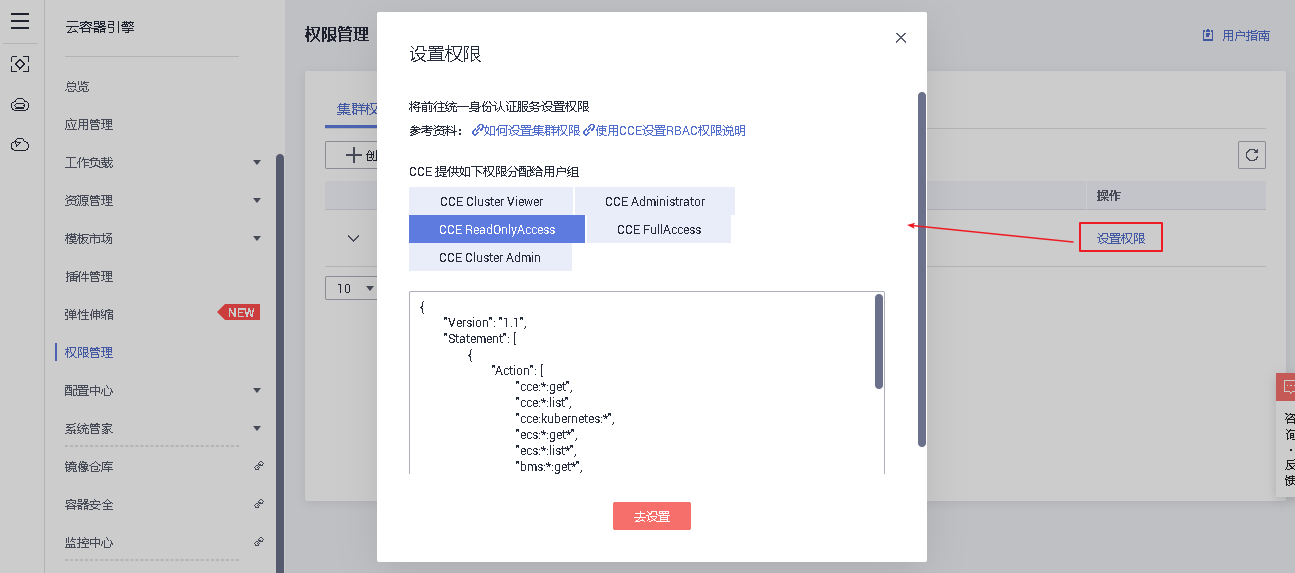 云容器引擎
总览
应用管理
工作负载
资源管理
模板市场
插件管理
弹性伸缩
NEW
权限管理
配置中心
系统管家
镜像仓库
容器安全
监控中心
权限管理
用户指南
集群权
创
操作
设置权限
10
设置权限
将前往统一身份认证服务设置权限
参考资料： 如何设置集群权限 使用CCE设置RBAC权限说明
CCE 提供如下权限分配给用户组
CCE Cluster Viewer CCE Administrator
CCE ReadOnlyAccess CCE FullAccess
CCE Cluster Admin
{
"Version": "1.1",
"Statement": [
{
"Action": [
"cce:*:get",
"cce:*:list",
"cce:kubernetes:*",
"ecs:*:get*",
"ecs:*:list*",
"bms:*:get*",
去设置
咨
询
·
反
馈